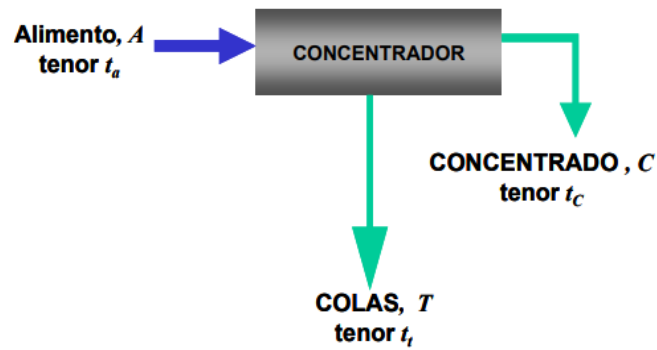 Alimento, A
tenor ta
CONCENTRADOR
CONCENTRADO , C
tenor tC
COLAS, T
tenor tt